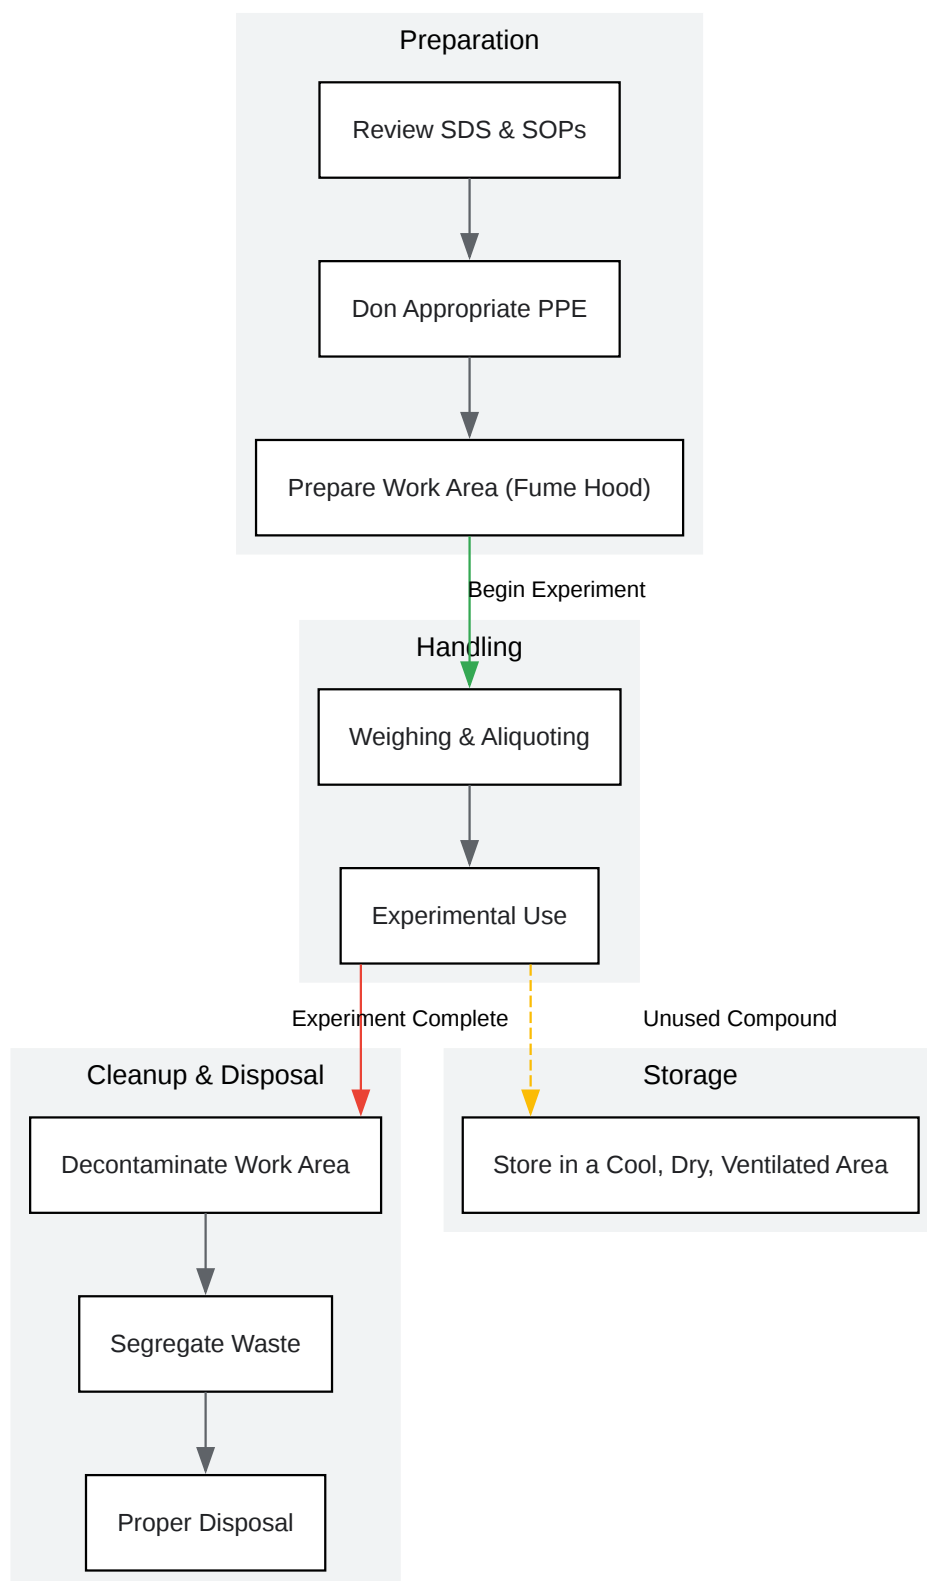 Preparation
Review SDS & SOPs
Don Appropriate PPE
Prepare Work Area (Fume Hood)
Begin Experiment
Handling
Weighing & Aliquoting
Experimental Use
Experiment Complete
Unused Compound
Cleanup & Disposal
Decontaminate Work Area
Segregate Waste
Proper Disposal
Storage
Store in a Cool, Dry, Ventilated Area